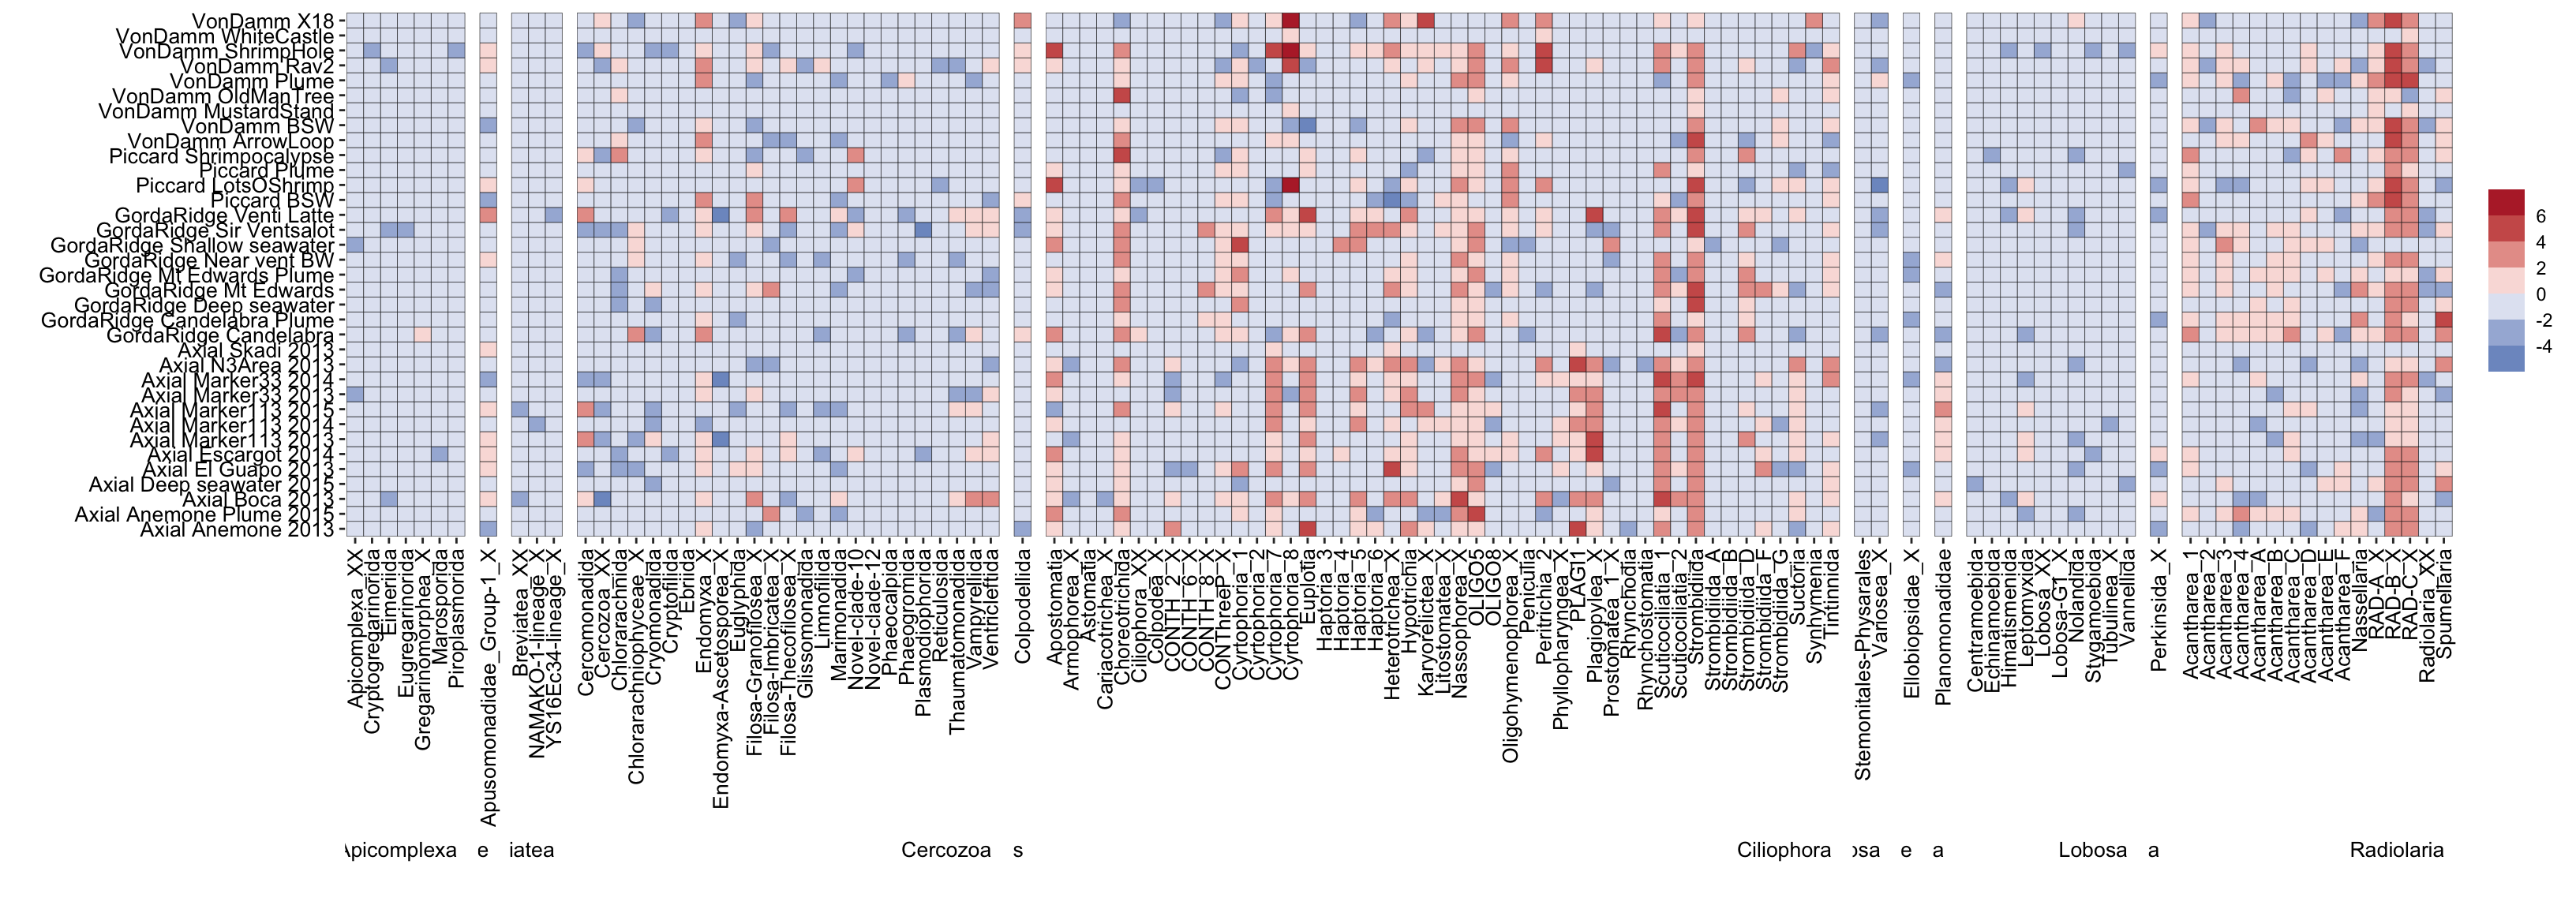 VonDamm X18
VonDamm WhiteCastle
VonDamm ShrimpHole
VonDamm Rav2
VonDamm Plume
VonDamm OldManTree
VonDamm MustardStand
VonDamm BSW
VonDamm ArrowLoop
Piccard Shrimpocalypse
Piccard Plume
Piccard LotsOShrimp
Piccard BSW
GordaRidge Venti Latte
GordaRidge Sir Ventsalot
GordaRidge Shallow seawater
GordaRidge Near vent BW
GordaRidge Mt Edwards Plume
GordaRidge Mt Edwards
GordaRidge Deep seawater
GordaRidge Candelabra Plume
GordaRidge Candelabra
Axial Skadi 2013
Axial N3Area 2013
Axial Marker33 2014
Axial Marker33 2013
Axial Marker113 2015
Axial Marker113 2014
Axial Marker113 2013
Axial Escargot 2014
Axial El Guapo 2013
Axial Deep seawater 2015
Axial Boca 2013
Axial Anemone Plume 2015
Axial Anemone 2013
6
4
2
0
-2
-4
Apicomplexa_XX
Cryptogregarinorida
Eimeriida
Eugregarinorida
Gregarinomorphea_X
Marosporida
Piroplasmorida
Apusomonadidae_Group-1_X
Breviatea_XX
NAMAKO-1-lineage_X
YS16Ec34-lineage_X
Cercomonadida
Cercozoa_XX
Chlorarachnida
Chlorarachniophyceae_X
Cryomonadida
Cryptofilida
Ebriida
Endomyxa_X
Endomyxa-Ascetosporea_X
Euglyphida
Filosa-Granofilosea_X
Filosa-Imbricatea_X
Filosa-Thecofilosea_X
Glissomonadida
Limnofilida
Marimonadida
Novel-clade-10
Novel-clade-12
Phaeocalpida
Phaeogromida
Plasmodiophorida
Reticulosida
Thaumatomonadida
Vampyrellida
Ventricleftida
Colpodellida
Apostomatia
Armophorea_X
Astomatia
Cariacotrichea_X
Choreotrichida
Ciliophora_XX
Colpodea_X
CONTH_2_X
CONTH_6_X
CONTH_8_X
CONThreeP_X
Cyrtophoria_1
Cyrtophoria_2
Cyrtophoria_7
Cyrtophoria_8
Euplotia
Haptoria_3
Haptoria_4
Haptoria_5
Haptoria_6
Heterotrichea_X
Hypotrichia
Karyorelictea_X
Litostomatea_X
Nassophorea_X
OLIGO5
OLIGO8
Oligohymenophorea_X
Peniculia
Peritrichia_2
Phyllopharyngea_X
PLAGI1
Plagiopylea_X
Prostomatea_1_X
Rhynchodia
Rhynchostomatia
Scuticociliatia_1
Scuticociliatia_2
Strombidiida
Strombidiida_A
Strombidiida_B
Strombidiida_D
Strombidiida_F
Strombidiida_G
Suctoria
Synhymenia
Tintinnida
Stemonitales-Physarales
Variosea_X
Ellobiopsidae_X
Planomonadidae
Centramoebida
Echinamoebida
Himatismenida
Leptomyxida
Lobosa_XX
Lobosa-G1_X
Nolandida
Stygamoebida
Tubulinea_X
Vannellida
Perkinsida_X
Acantharea_1
Acantharea_2
Acantharea_3
Acantharea_4
Acantharea_A
Acantharea_B
Acantharea_C
Acantharea_D
Acantharea_E
Acantharea_F
Nassellaria
RAD-A_X
RAD-B_X
RAD-C_X
Radiolaria_XX
Spumellaria
Apicomplexa
e
iatea
Cercozoa
s
Ciliophora
osa
e
a
Lobosa
a
Radiolaria